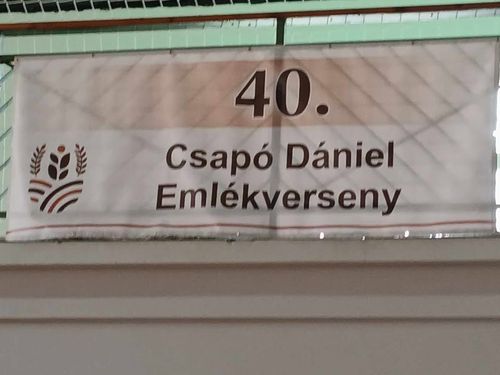 40.
Csapó Dániel
Emlékverseny